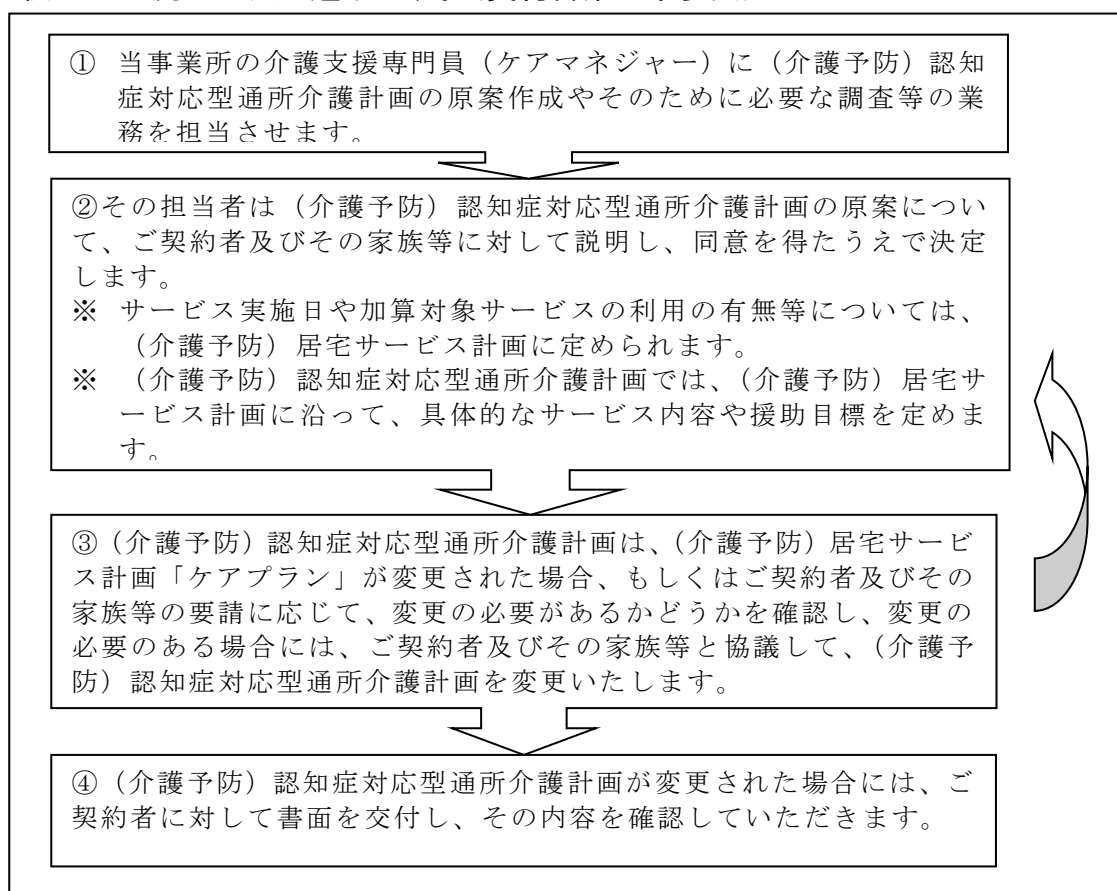 ① 当事業所の介護支援専門員（ケアマネジャー）に（介護予防）認知
症対応型通所介護計画の原案作成やそのために必要な調査等の業
務を担当させます。
②その担当者は（介護予防）認知症対応型通所介護計画の原案につい
て、ご契約者及びその家族等に対して説明し、同意を得たうえで決定
します。
※ サービス実施日や加算対象サービスの利用の有無等については、
（介護予防）居宅サービス計画に定められます。
※ （介護予防）認知症対応型通所介護計画では、（介護予防）居宅サ
ービス計画に沿って、具体的なサービス内容や援助目標を定めま
す。
③（介護予防）認知症対応型通所介護計画は、（介護予防）居宅サービ
ス計画「ケアプラン」が変更された場合、もしくはご契約者及びその
家族等の要請に応じて、変更の必要があるかどうかを確認し、変更の
必要のある場合には、ご契約者及びその家族等と協議して、（介護予
防）認知症対応型通所介護計画を変更いたします。
④（介護予防）認知症対応型通所介護計画が変更された場合には、ご
契約者に対して書面を交付し、その内容を確認していただきます。